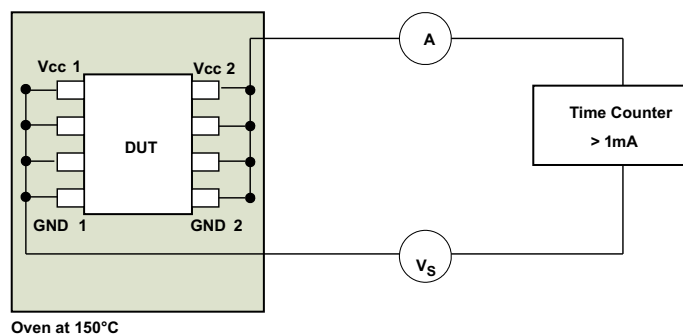 Vcc 1
Vcc 2
DUT
GND 1
GND 2
A
Time Counter
> 1mA
VS
Oven at 150°C